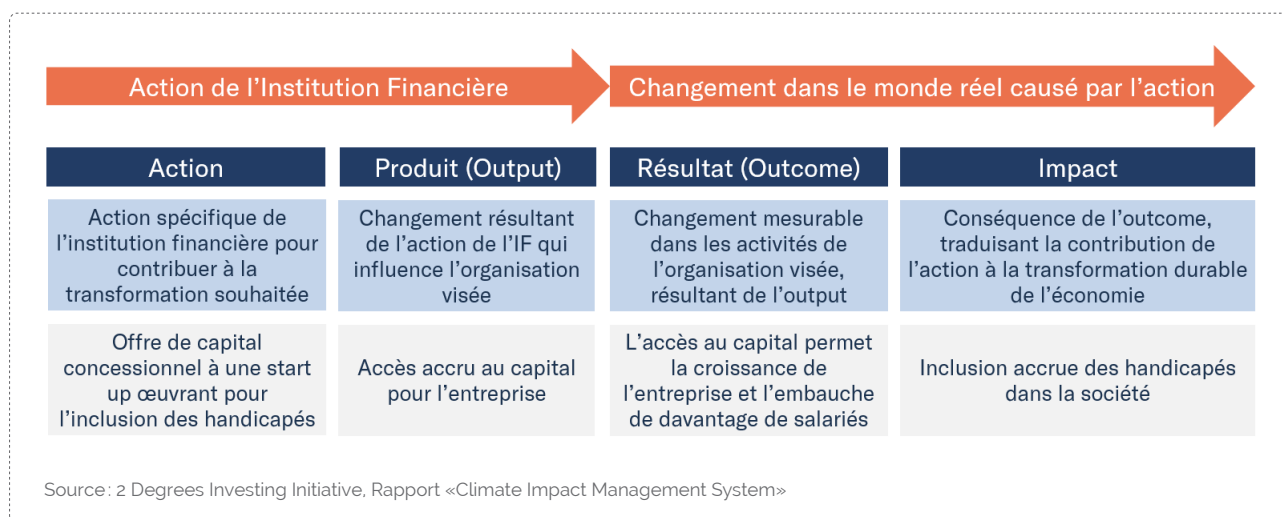 Action de l’Institution Financière
Changement dans le monde réel causé par l’action
Action
Produit (Output)
Résultat (Outcome)
Impact
Action spécifique de
l’institution financière pour
contribuer à la
transformation souhaitée
Changement résultant
de l’action de l’IF qui
influence l’organisation
visée
Changement mesurable
dans les activités de
l’organisation visée,
résultant de l’output
Conséquence de l’outcome,
traduisant la contribution de
l’action à la transformation durable
de l’économie
Offre de capital
concessionnel à une start
up œuvrant pour
l’inclusion des handicapés
Accès accru au capital
pour l’entreprise
L’accès au capital permet
la croissance de
l’entreprise et l’embauche
de davantage de salariés
Inclusion accrue des handicapés
dans la société
Source : 2 Degrees Investing Initiative, Rapport «Climate Impact Management System»